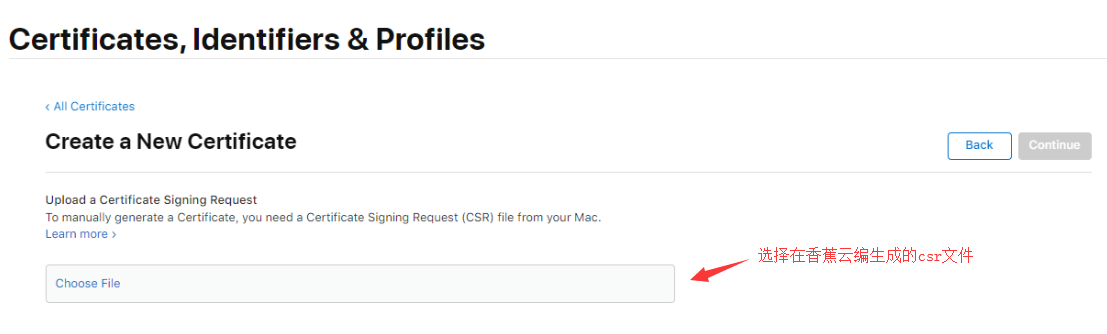 Certificates, Identifiers & Profiles
‹ All Certificates
Create a New Certificate
Back
Continue
Upload a Certificate Signing Request
To manually generate a Certificate, you need a Certificate Signing Request (CSR) file from your Mac.
Learn more ›
选择在香蕉云编生成的csr文件
Choose File